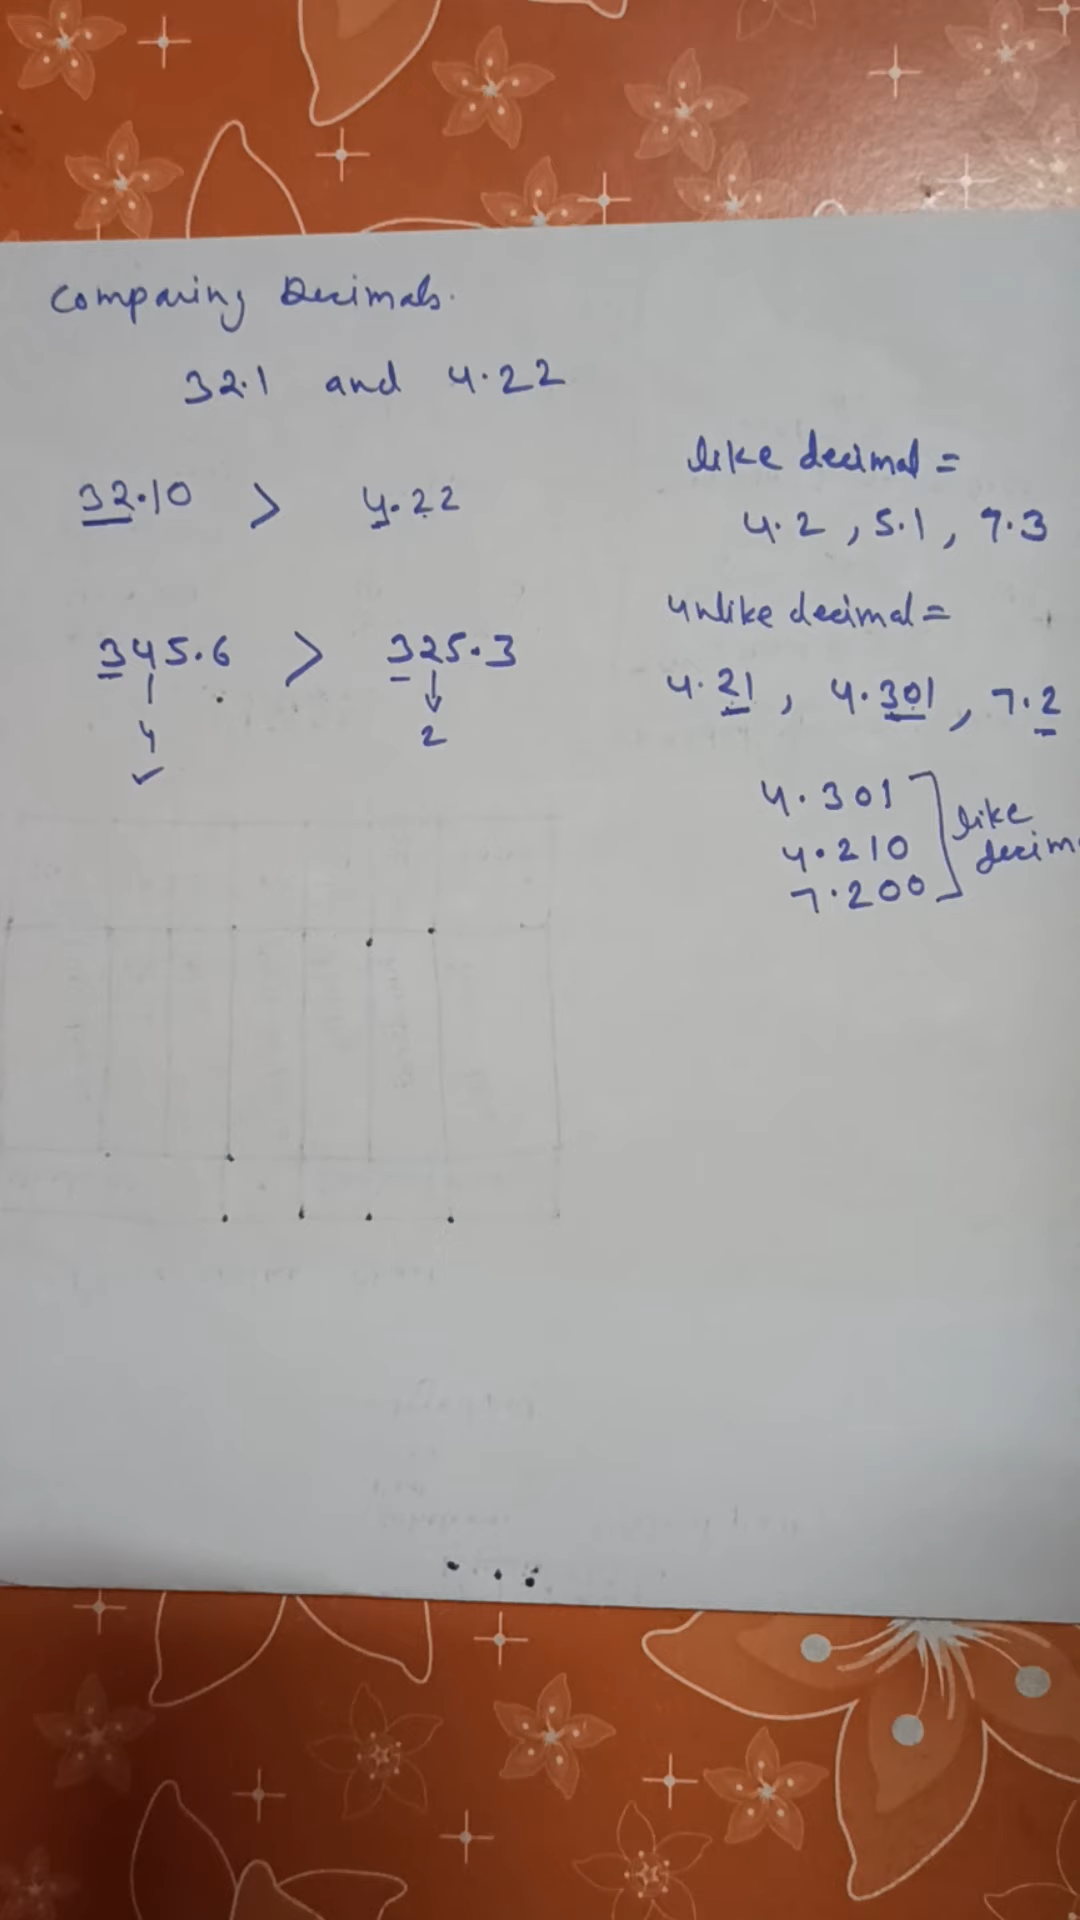 Comparing Decimals.
32.1 and 4.22
32.10 > 4.22
345.6 > 325.3
4 2
✓
like decimal =
4.2, 5.1, 7.3
unlike decimal =
4.21, 4.301, 7.2
4.301
4.210
7.200
like
decim